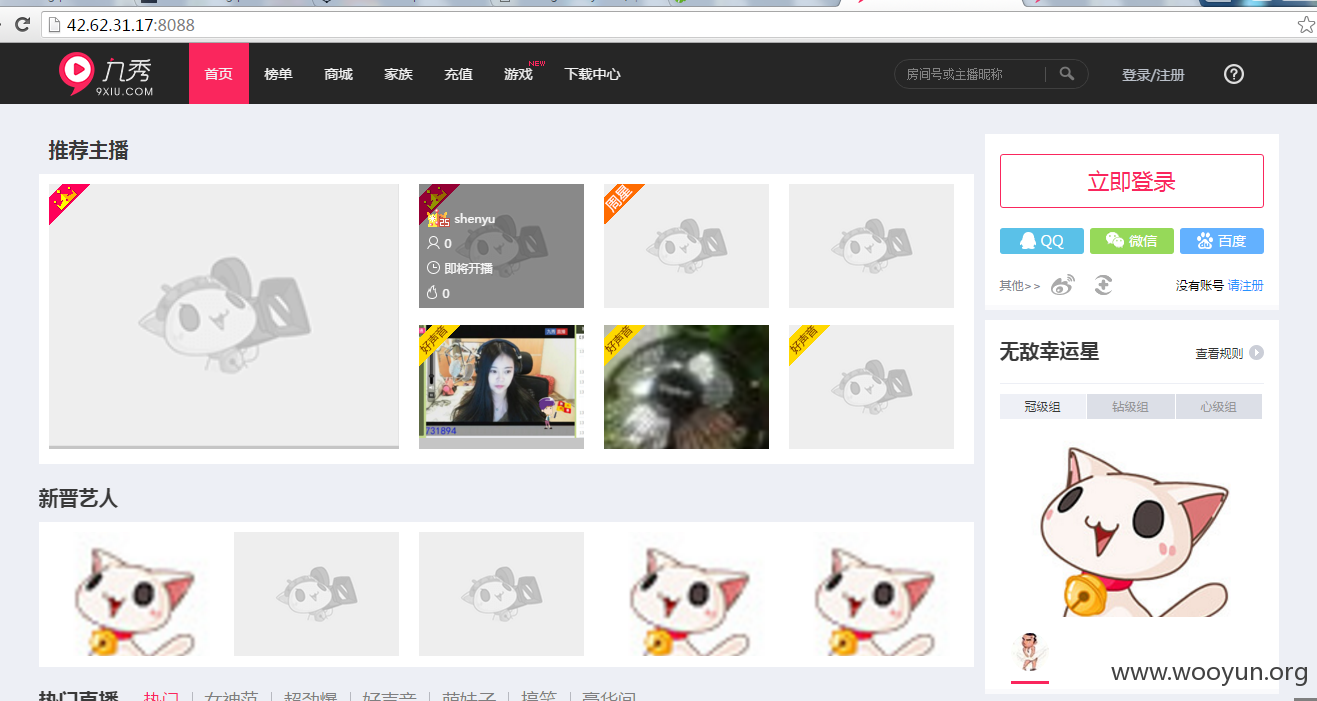 42.62.31.17:8088
九秀
9XIU.COM
首页 榜单 商城 家族 充值 游戏 NEW 下载中心
房间号或主播昵称
登录/注册
推荐主播
周星
25 shenyu
0
即将开播
0
好声音
好声音
好声音
731894
立即登录
QQ 微信 百度
其他>>
没有账号 请注册
无敌幸运星
查看规则
冠级组 钻级组 心级组
新晋艺人
热门直播 热门 女神范 超劲爆 好声音 萌妹子 搞笑 豪华间
www.wooyun.org